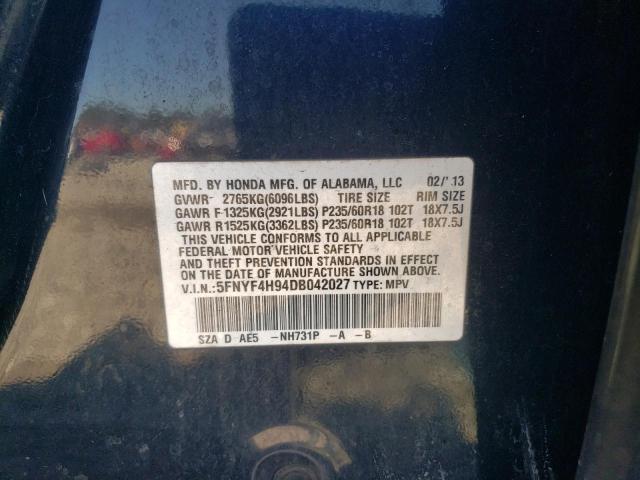 MFD. BY HONDA MFG. OF ALABAMA, LLC 02/'13
GVWR 2765KG(6096LBS) TIRE SIZE RIM SIZE
GAWR F 1325KG(2921LBS) P235/60R18 102T 18X7.5J
GAWR R1525KG(3362LBS) P235/60R18 102T 18X7.5J
THIS VEHICLE CONFORMS TO ALL APPLICABLE
FEDERAL MOTOR VEHICLE SAFETY
AND THEFT PREVENTION STANDARDS IN EFFECT
ON THE DATE OF MANUFACTURE SHOWN ABOVE.
V.I.N.:5FNYF4H94DB042027 TYPE: MPV
SZA D AE5 -NH731P -A -B